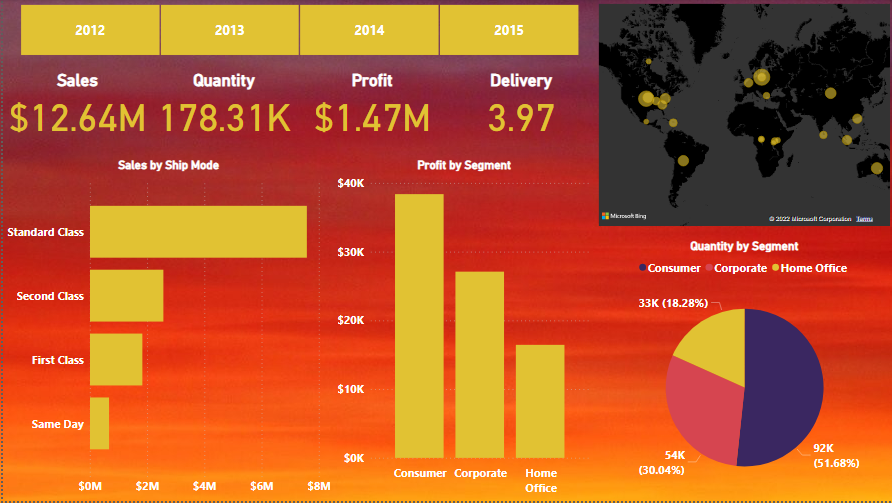 2012
2013
2014
2015
Sales
Quantity
Profit
Delivery
$12.64M
178.31K
$1.47M
3.97
Sales by Ship Mode
Standard Class
Second Class
First Class
Same Day
$0M
$2M
$4M
$6M
$8M
Profit by Segment
$40K
$30K
$20K
$10K
$0K
Consumer
Corporate
Home
Office
Microsoft Bing
© 2022 Microsoft Corporation
Terms
Quantity by Segment
Consumer
Corporate
Home Office
33K (18.28%)
54K
(30.04%)
92K
(51.68%)